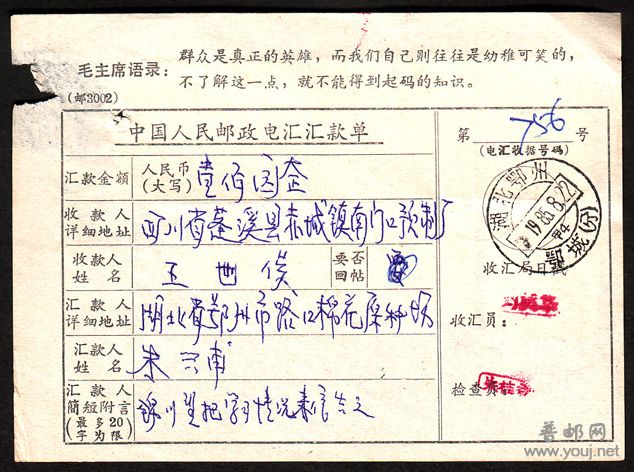 毛主席语录：
群众是真正的英雄，而我们自己则往往是幼稚可笑的，
不了解这一点，就不能得到起码的知识。
(邮3002)
中国人民邮政电汇汇款单
第 756 号
(电汇收据号码)
汇款金额 人民币(大写) 壹佰 圆
收款人详细地址 四川省蓬溪县赤城镇南门口预制厂
收款人姓名 王世俊 要否回帖
汇款人详细地址 湖北省鄂州市路口棉花原种场
汇款人姓名 朱 甫
汇款人简短附言(最多20字为限) 望把学习情况来信告之
湖北鄂州
1985.8.22
鄂城(分)
收汇局日戳
收汇员：
检查员：
普邮网
www.youj.net